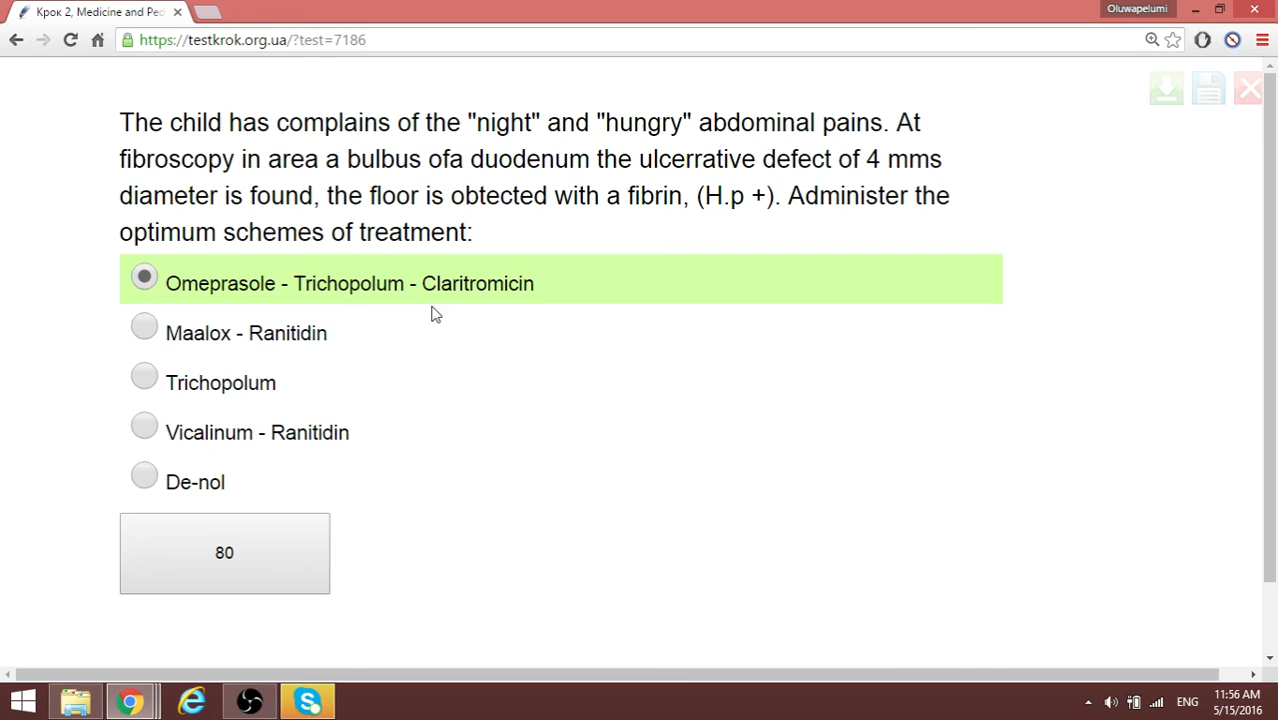 Крок 2, Medicine and Ped
Oluwapelumi
https://testkrok.org.ua/?test=7186
The child has complains of the "night" and "hungry" abdominal pains. At
fibroscopy in area a bulbus ofa duodenum the ulcerrative defect of 4 mms
diameter is found, the floor is obtected with a fibrin, (H.p +). Administer the
optimum schemes of treatment:
Omeprasole - Trichopolum - Claritromicin
Maalox - Ranitidin
Trichopolum
Vicalinum - Ranitidin
De-nol
80
ENG
11:56 AM
5/15/2016